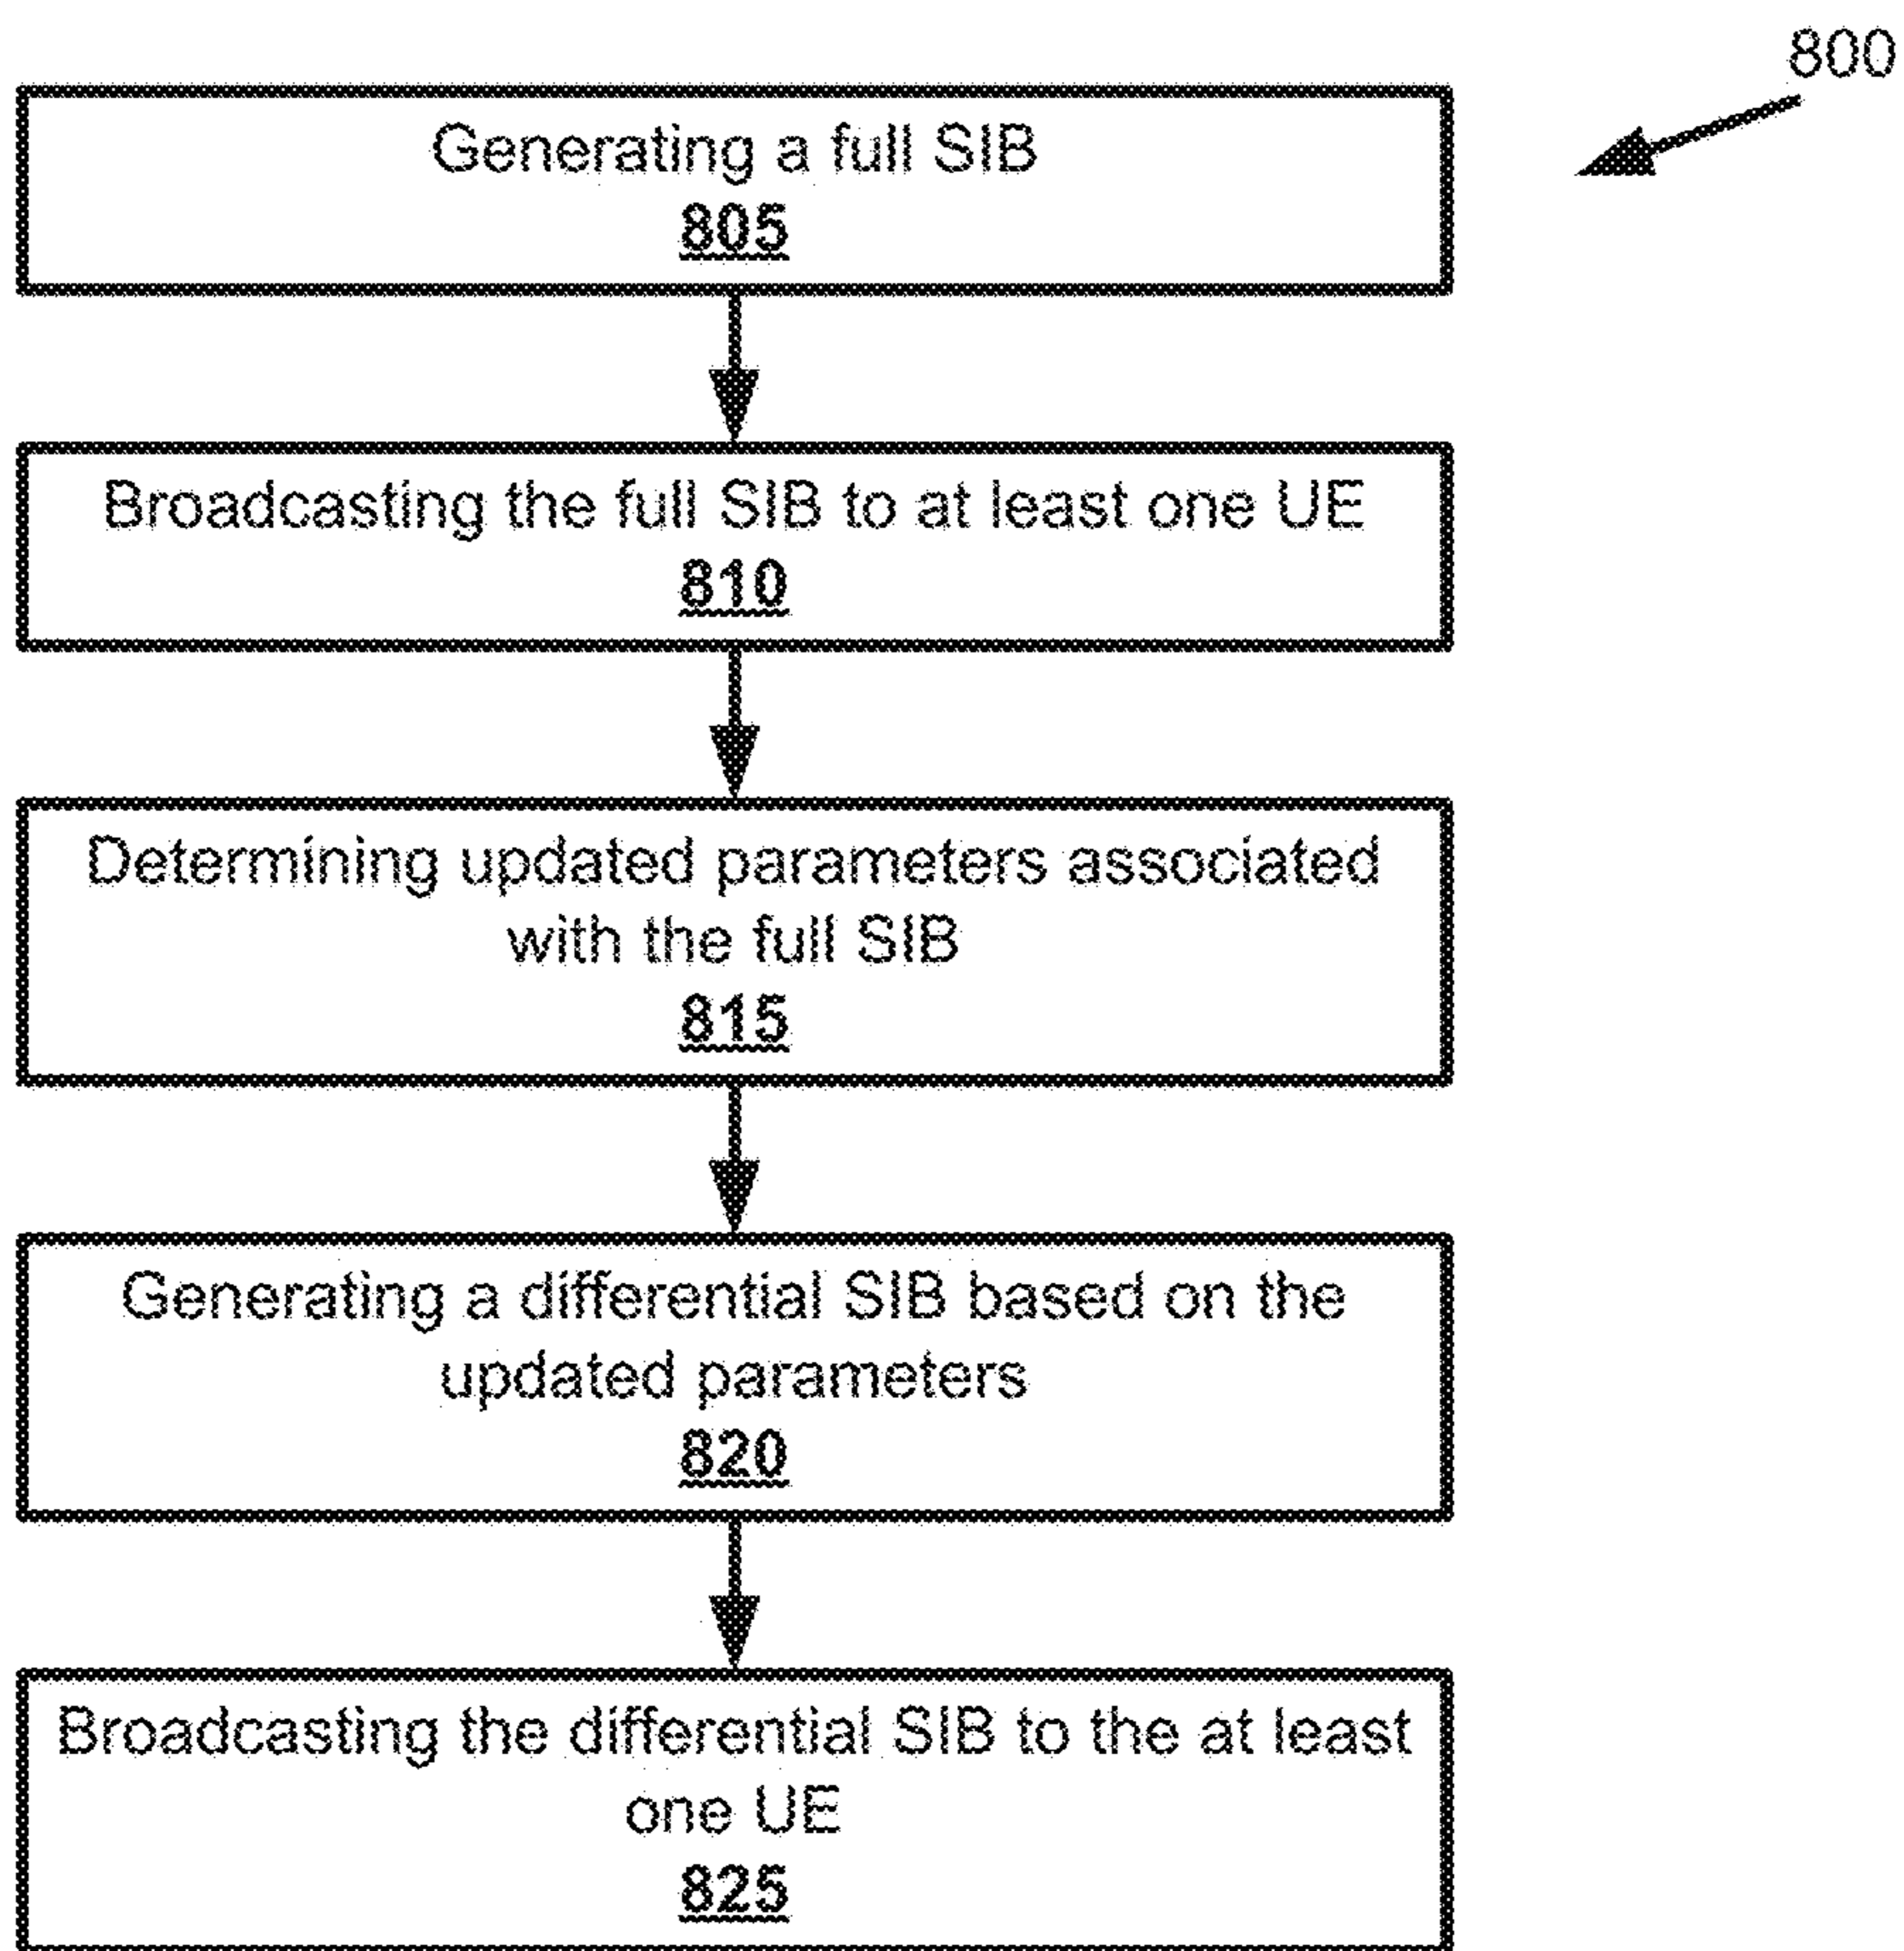 800
Generating a full SIB
805
Broadcasting the full SIB to at least one UE
810
Determining updated parameters associated
with the full SIB
815
Generating a differential SIB based on the
updated parameters
820
Broadcasting the differential SIB to the at least
one UE
825